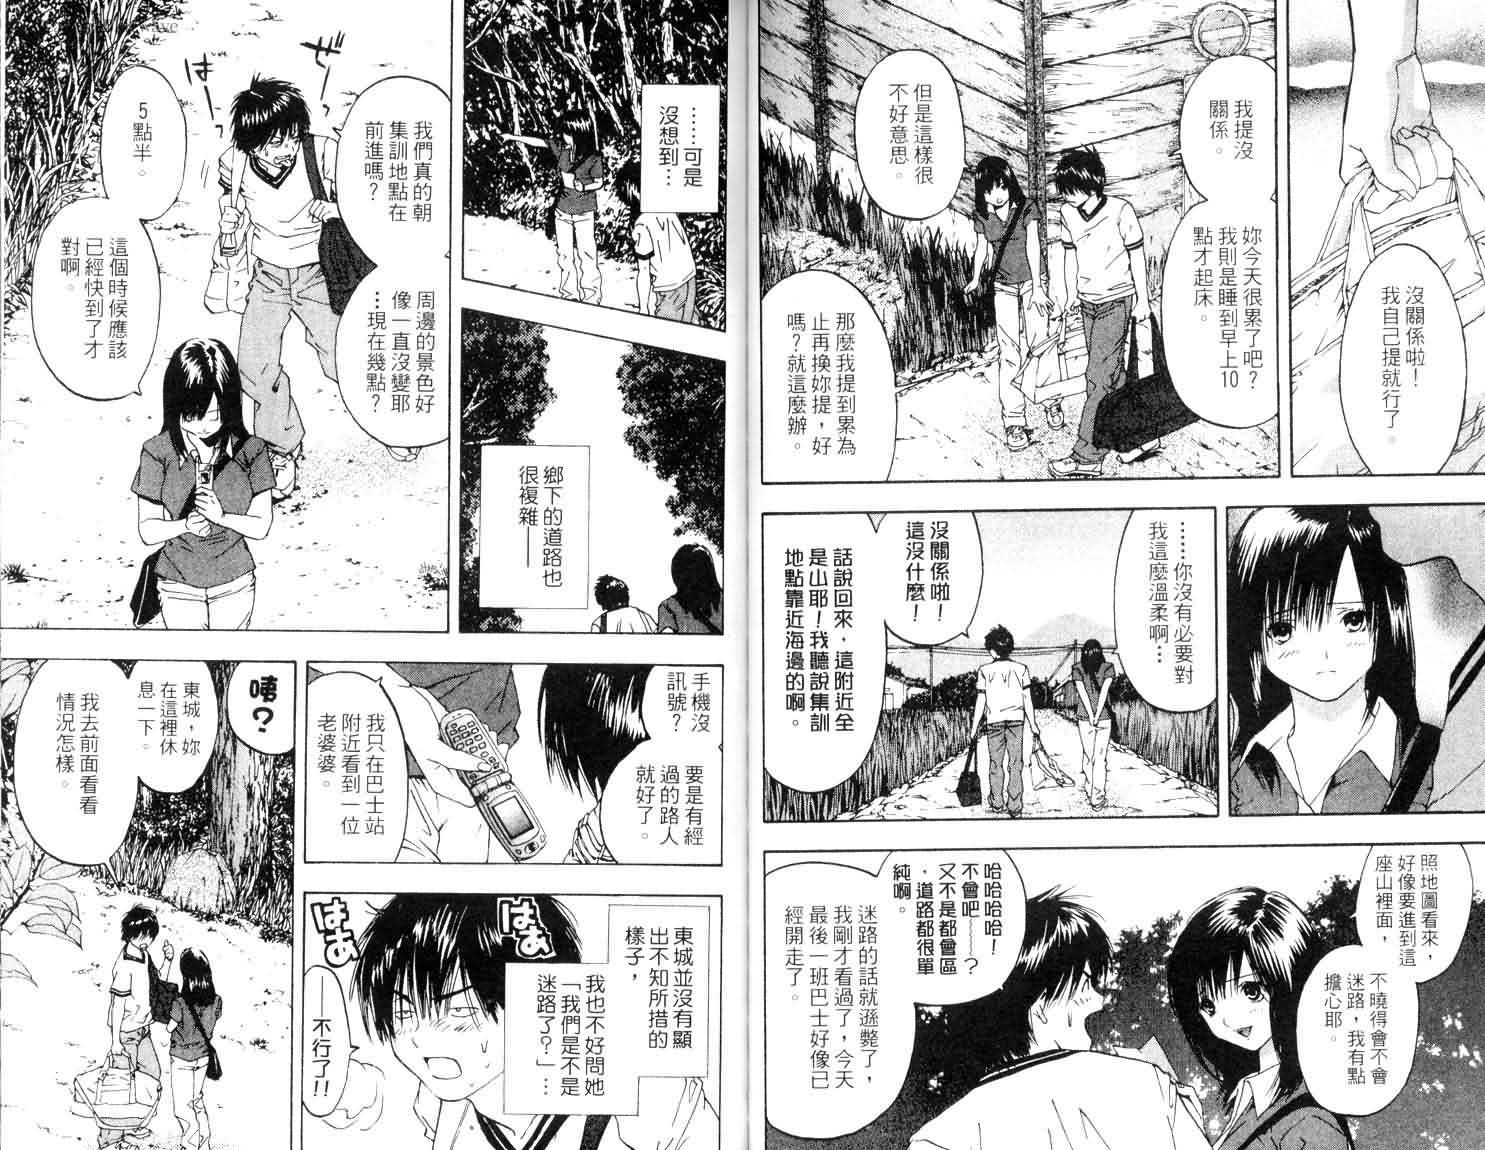 沒關係啦！
我自己提就行了。
我提沒
關係。
妳今天很累了吧？
我則是睡到早上10
點才起床。
但是這樣很
不好意思。
那麼我提到累為
止再換妳提，好
嗎？就這麼辦。
……你沒有必要對
我這麼溫柔啊…
沒關係啦！
這沒什麼！
話說回來，這附近全
是山耶！我聽說集訓
地點靠近海邊的啊。
照地圖看來，
好像要進到這
座山裡面，
不曉得會不會
迷路，我有點
擔心耶。
哈哈哈哈！
不會吧……？
又不是都會區
，道路都很單
純啊。
迷路的話就遜斃了，
我剛才看過了，今天
最後一班巴士好像已
經開走了。
……可是
沒想到…
鄉下的道路也
很複雜——
ぜー
はー
我們真的朝
集訓地點在
前進嗎？
周邊的景色好
像一直沒變耶
…現在幾點？
5點半。
這個時候應該
已經快到了才
對啊。
手機沒
訊號？
要是有經
過的路人
就好了。
我只在巴士站
附近看到一位
老婆婆。
東城並沒有顯
出不知所措的
樣子，
我也不好問她
「我們是不是
迷路了？」…
はあ
はあ
——不行了!!
咦？
東城，妳
在這裡休
息一下。
我去前面看看
情況怎樣。